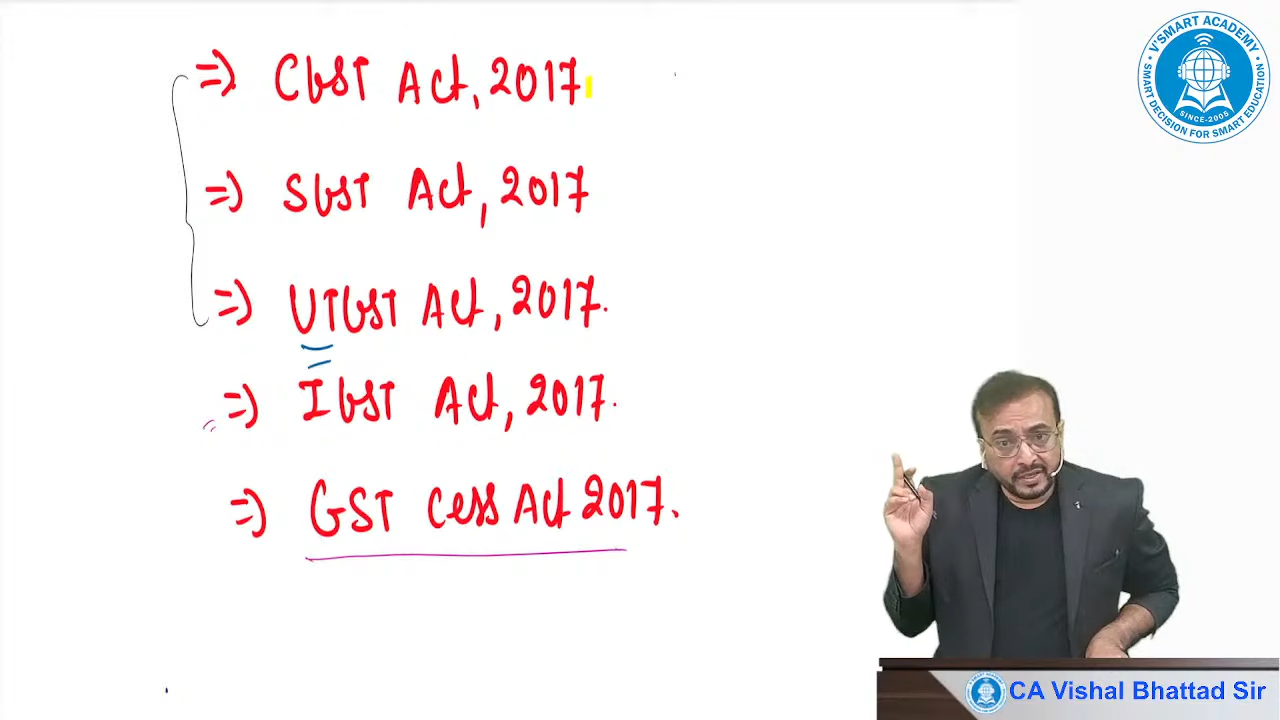 => CGST Act, 2017
=> SGST Act, 2017
=> UTGST Act, 2017.
=> IGST Act, 2017.
=> GST Cess Act 2017.
V'SMART ACADEMY
SINCE-2005
SMART DECISION FOR SMART EDUCATION
CA Vishal Bhattad Sir